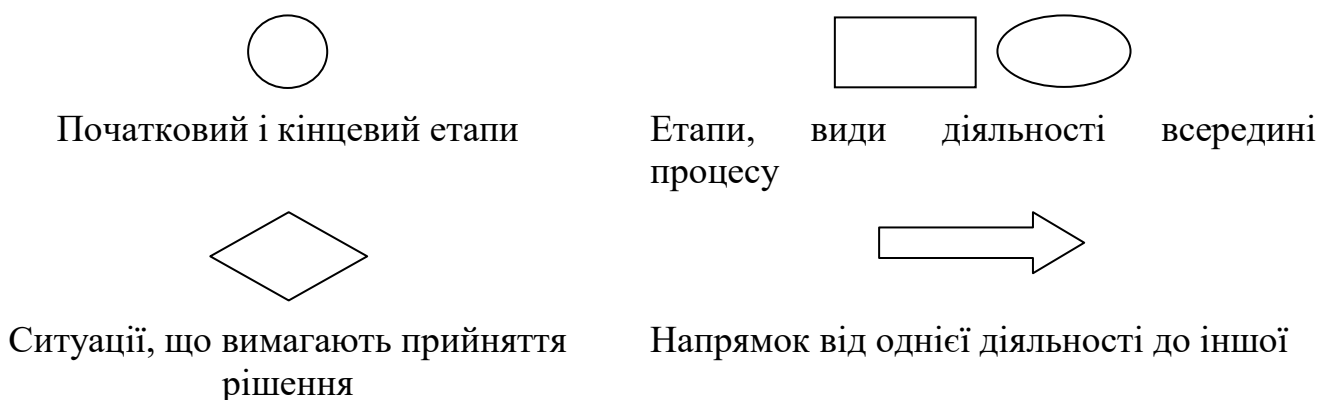 Початковий і кінцевий етапи
Етапи, види діяльності всередині
процесу
Ситуації, що вимагають прийняття
рішення
Напрямок від однієї діяльності до іншої